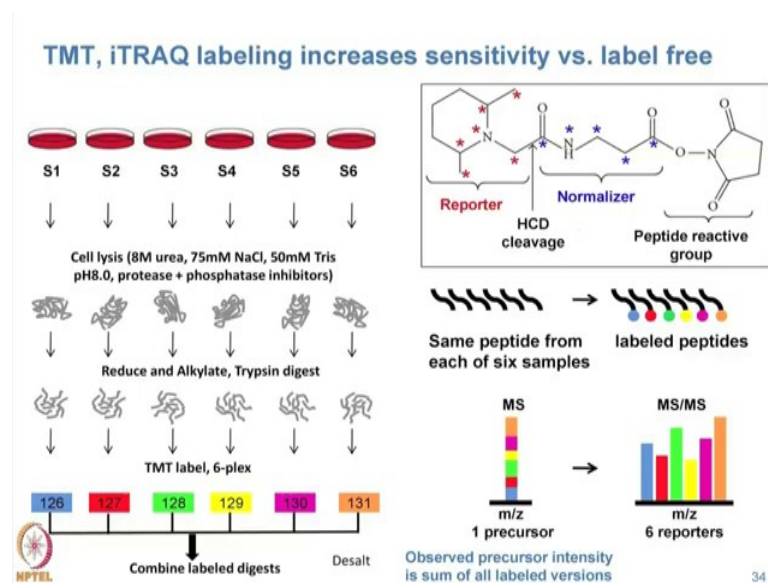 TMT, iTRAQ labeling increases sensitivity vs. label free
S1 S2 S3 S4 S5 S6
Cell lysis (8M urea, 75mM NaCl, 50mM Tris
pH8.0, protease + phosphatase inhibitors)
Reduce and Alkylate, Trypsin digest
TMT label, 6-plex
126 127 128 129 130 131
Combine labeled digests
Desalt
NPTEL
O O O
N N H O N
O
Reporter
HCD
cleavage
Normalizer
Peptide reactive
group
Same peptide from
each of six samples
labeled peptides
MS
m/z
1 precursor
MS/MS
m/z
6 reporters
Observed precursor intensity
is sum of all labeled versions
34